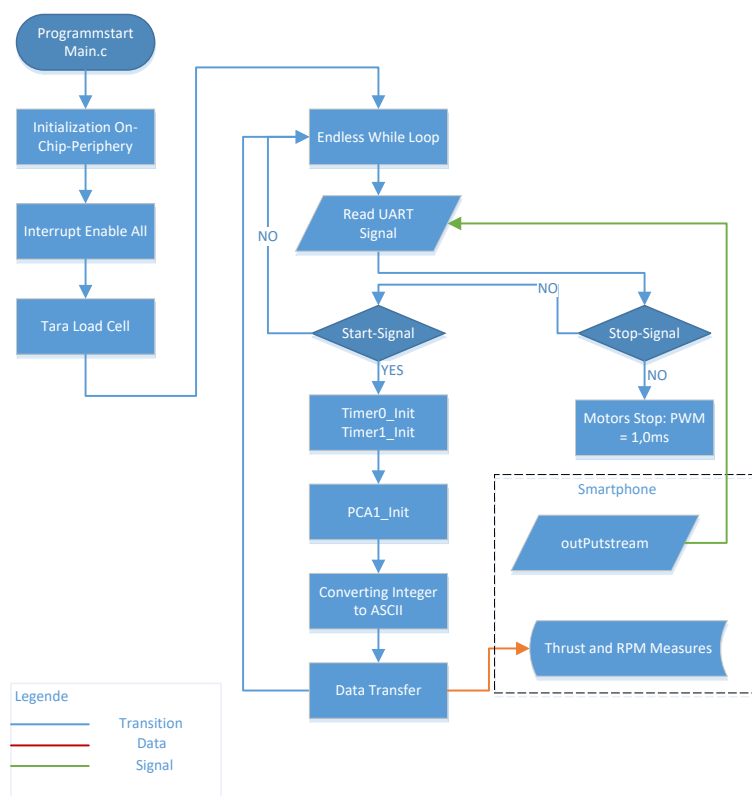 Programmstart
Main.c
Initialization On-
Chip-Periphery
Interrupt Enable All
Tara Load Cell
Endless While Loop
Read UART
Signal
NO
NO
Start-Signal
Stop-Signal
YES
NO
Timer0_Init
Timer1_Init
Motors Stop: PWM
= 1,0ms
PCA1_Init
Smartphone
outPutstream
Converting Integer
to ASCII
Thrust and RPM Measures
Data Transfer
Legende
Transition
Data
Signal